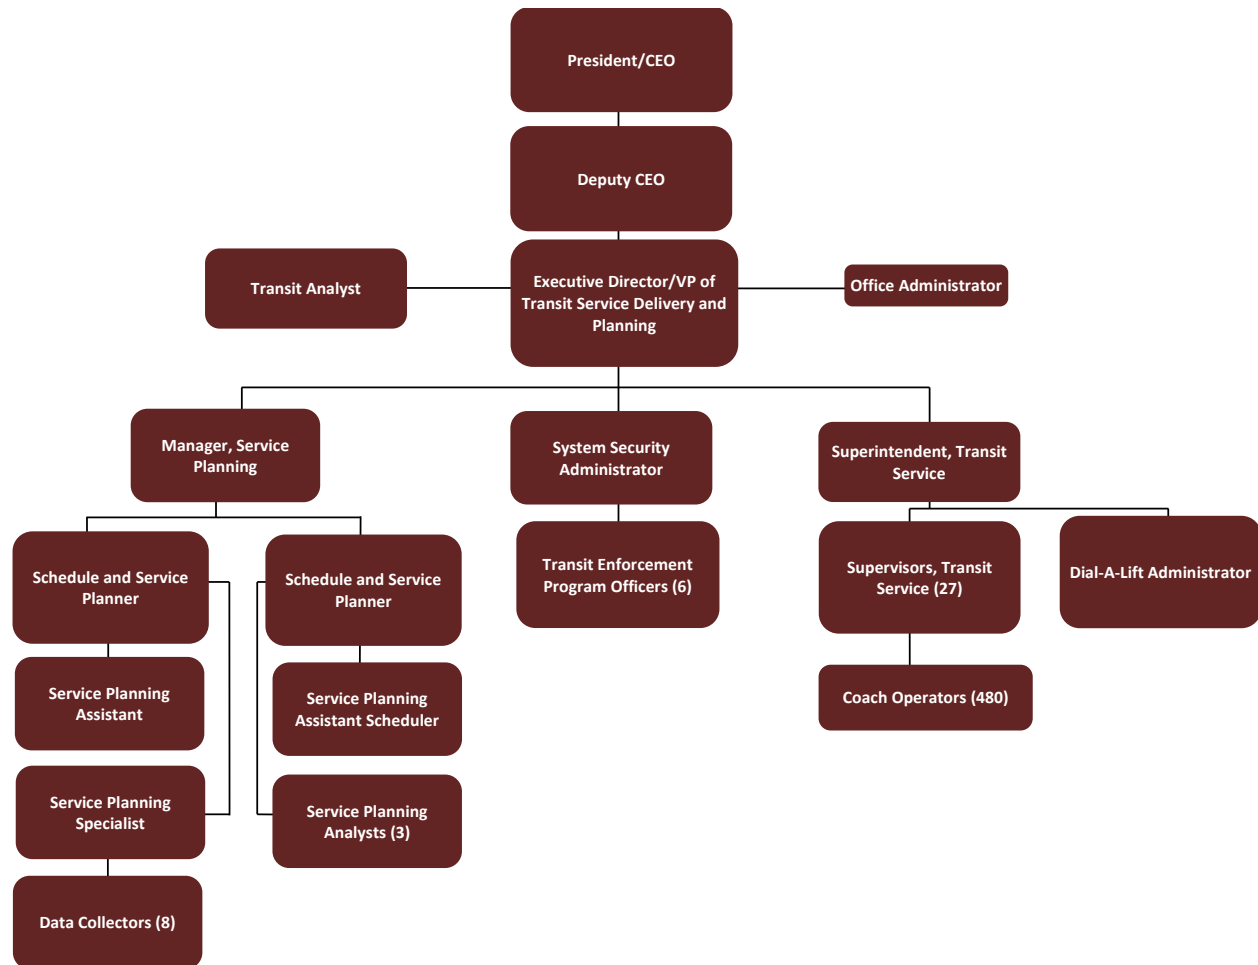 President/CEO
Deputy CEO
Transit Analyst
Executive Director/VP of
Transit Service Delivery and
Planning
Office Administrator
Manager, Service
Planning
System Security
Administrator
Superintendent, Transit
Service
Schedule and Service
Planner
Schedule and Service
Planner
Transit Enforcement
Program Officers (6)
Supervisors, Transit
Service (27)
Dial-A-Lift Administrator
Service Planning
Assistant
Service Planning
Assistant Scheduler
Coach Operators (480)
Service Planning
Specialist
Service Planning
Analysts (3)
Data Collectors (8)